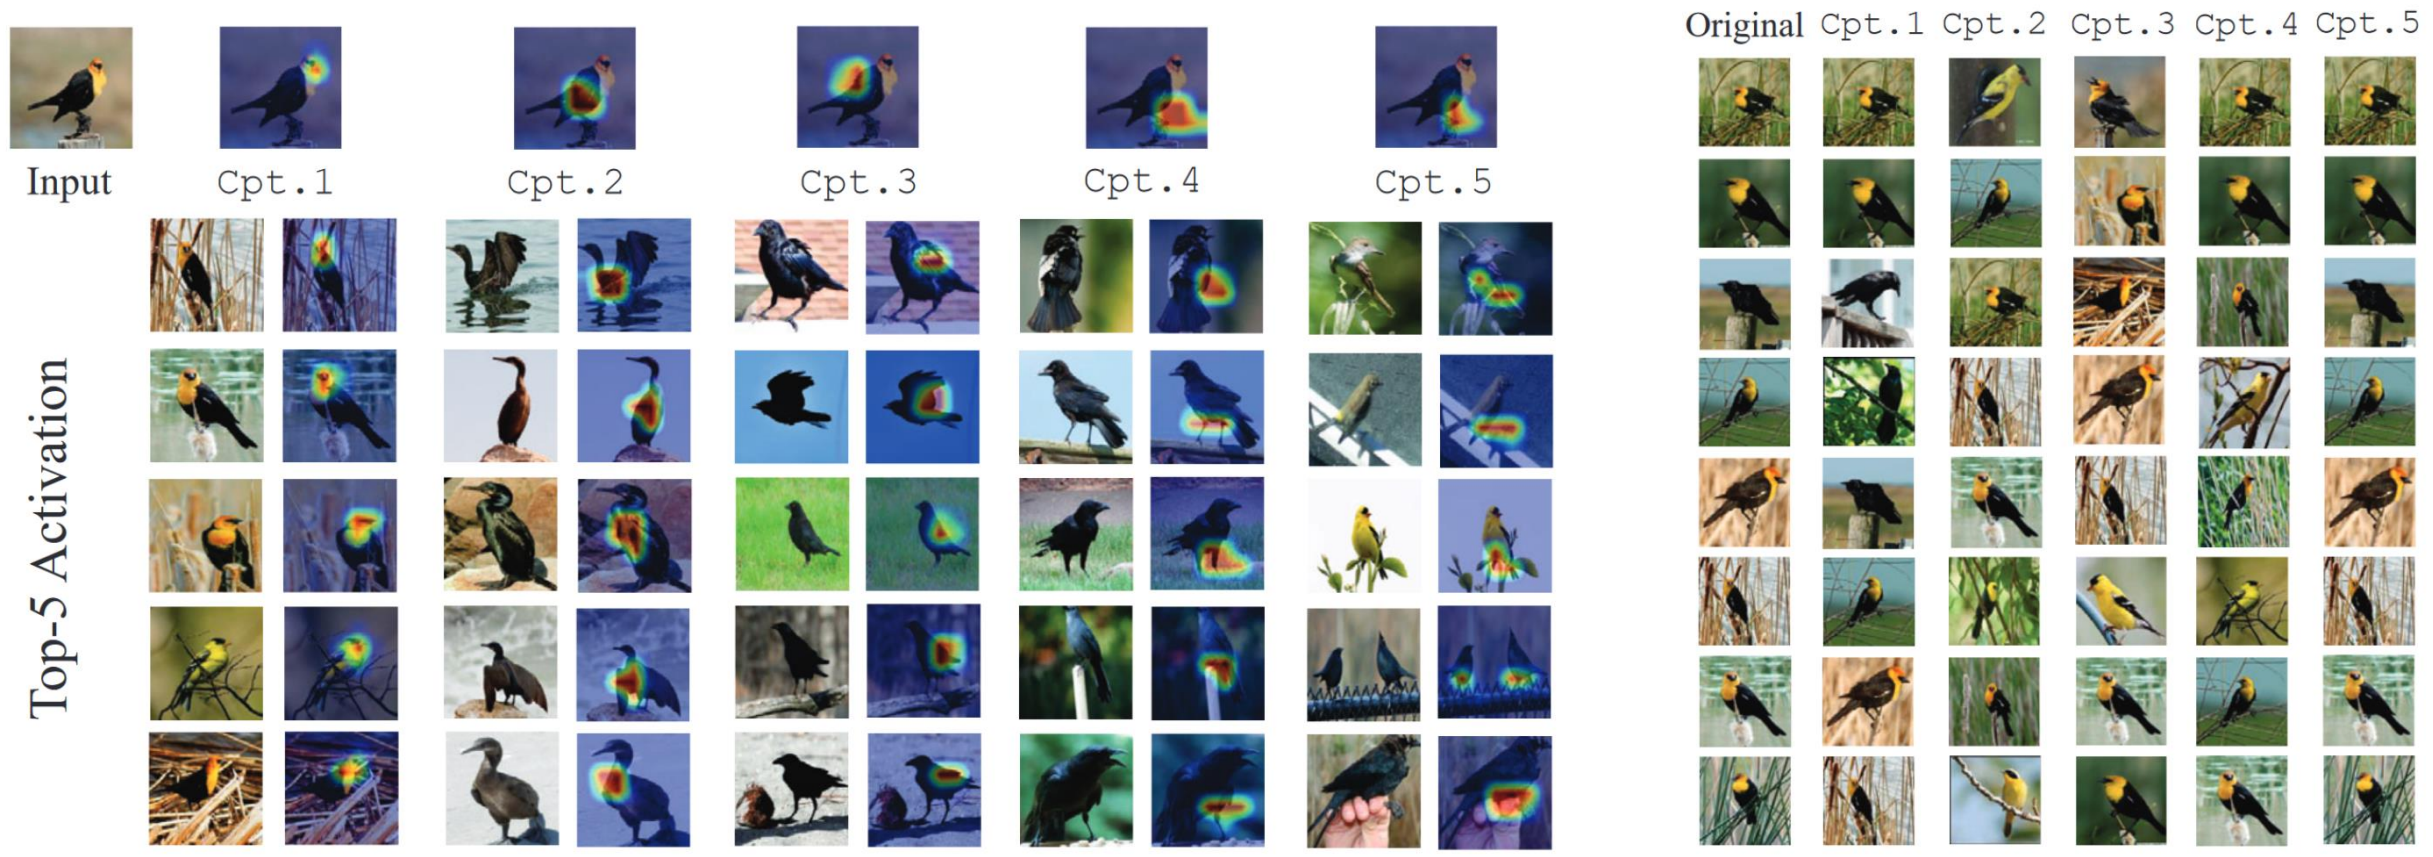 Original Cpt.1 Cpt.2 Cpt.3 Cpt.4 Cpt.5
Input Cpt.1 Cpt.2 Cpt.3 Cpt.4 Cpt.5
Top-5 Activation